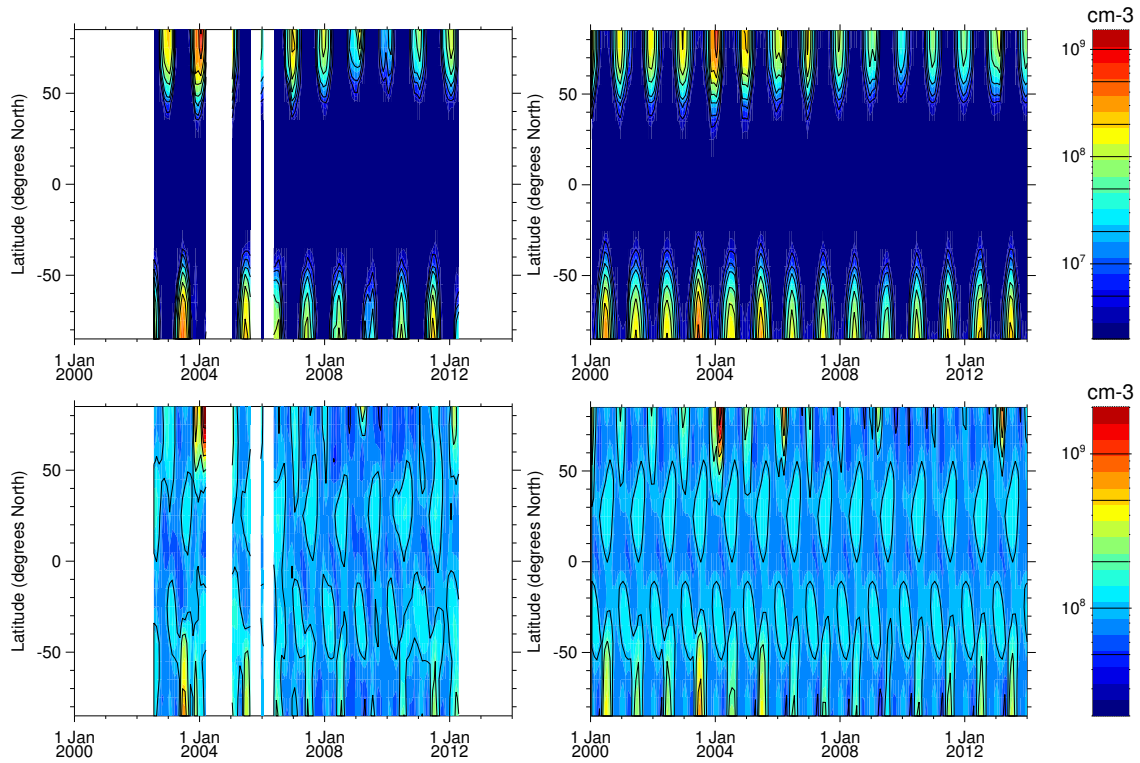 cm-3
10⁹
10⁸
10⁷
Latitude (degrees North)
50
0
-50
1 Jan 2000
1 Jan 2004
1 Jan 2008
1 Jan 2012
Latitude (degrees North)
50
0
-50
1 Jan 2000
1 Jan 2004
1 Jan 2008
1 Jan 2012
cm-3
10⁹
10⁸
Latitude (degrees North)
50
0
-50
1 Jan 2000
1 Jan 2004
1 Jan 2008
1 Jan 2012
Latitude (degrees North)
50
0
-50
1 Jan 2000
1 Jan 2004
1 Jan 2008
1 Jan 2012